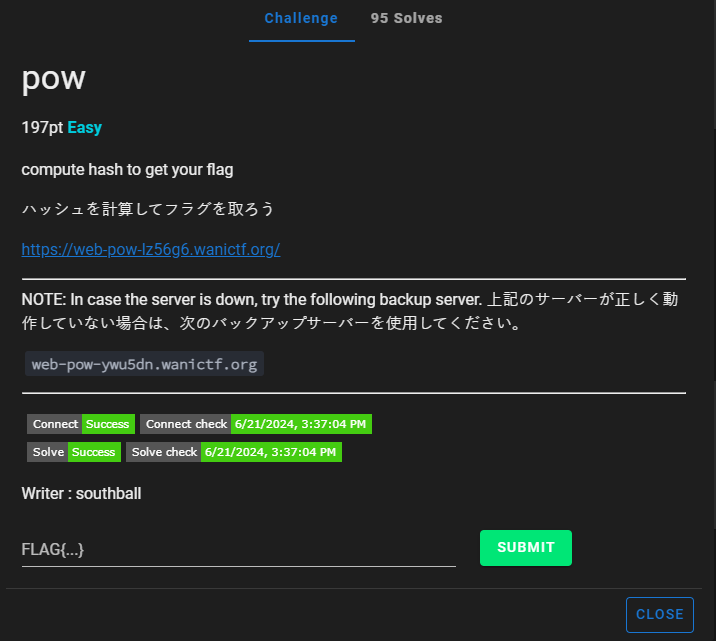 Challenge 95 Solves
pow
197pt Easy
compute hash to get your flag
ハッシュを計算してフラグを取ろう
https://web-pow-lz56g6.wanictf.org/
NOTE: In case the server is down, try the following backup server. 上記のサーバーが正しく動
作していない場合は、次のバックアップサーバーを使用してください。
web-pow-ywu5dn.wanictf.org
Connect Success Connect check 6/21/2024, 3:37:04 PM
Solve Success Solve check 6/21/2024, 3:37:04 PM
Writer : southball
FLAG{...} SUBMIT
CLOSE